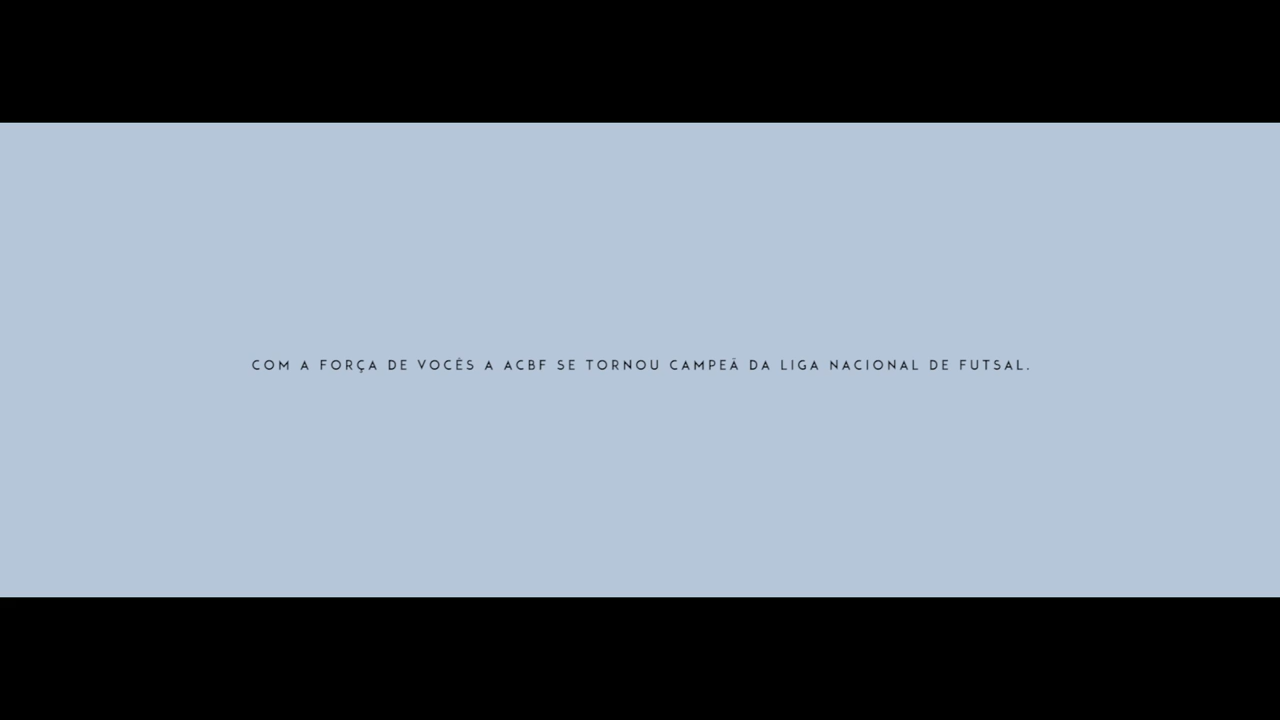 COM A FORÇA DE VOCÊS A ACBF SE TORNOU CAMPEÃ DA LIGA NACIONAL DE FUTSAL.